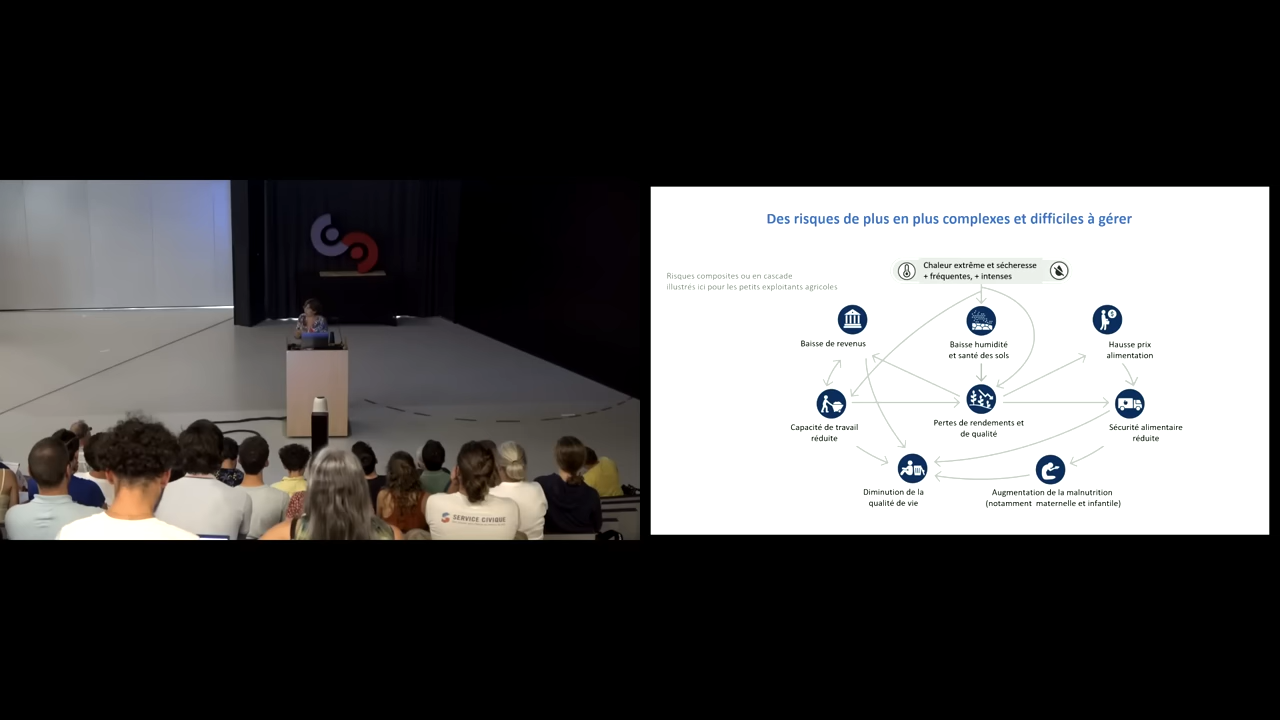 Des risques de plus en plus complexes et difficiles à gérer
Risques composites ou en cascade
illustrés ici pour les petits exploitants agricoles
Chaleur extrême et sécheresse
+ fréquentes, + intenses
Baisse de revenus
Baisse humidité
et santé des sols
Hausse prix
alimentation
Capacité de travail
réduite
Pertes de rendements et
de qualité
Sécurité alimentaire
réduite
Diminution de la
qualité de vie
Augmentation de la malnutrition
(notamment maternelle et infantile)
SERVICE CIVIQUE